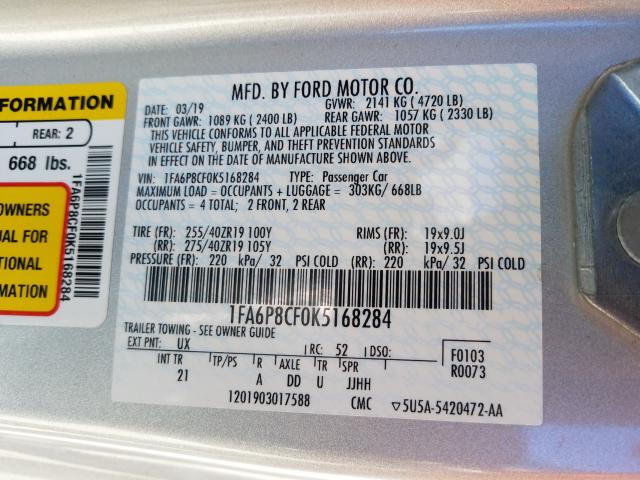 FORMATION
REAR: 2
668 lbs.
OWNERS
UAL FOR
TIONAL
RMATION
1FA6P8CF0K5168284
MFD. BY FORD MOTOR CO.
DATE: 03/19 GVWR: 2141 KG ( 4720 LB)
FRONT GAWR: 1089 KG ( 2400 LB) REAR GAWR: 1057 KG ( 2330 LB)
THIS VEHICLE CONFORMS TO ALL APPLICABLE FEDERAL MOTOR
VEHICLE SAFETY, BUMPER, AND THEFT PREVENTION STANDARDS
IN EFFECT ON THE DATE OF MANUFACTURE SHOWN ABOVE.
VIN: 1FA6P8CF0K5168284 TYPE: Passenger Car
MAXIMUM LOAD = OCCUPANTS + LUGGAGE = 303KG/ 668LB
OCCUPANTS = 4 TOTAL; 2 FRONT, 2 REAR
TIRE (FR): 255/40ZR19 100Y RIMS (FR): 19x9.0J
(RR): 275/40ZR19 105Y (RR): 19x9.5J
PRESSURE (FR): 220 kPa/ 32 PSI COLD (RR): 220 kPa/ 32 PSI COLD
1FA6P8CF0K5168284
TRAILER TOWING - SEE OWNER GUIDE
EXT PNT: UX RC: 52 DSO: F0103
INT TR TP/PS R AXLE TR SPR R0073
21 A DD U JJHH
1201903017588 CMC ▽5U5A-5420472-AA